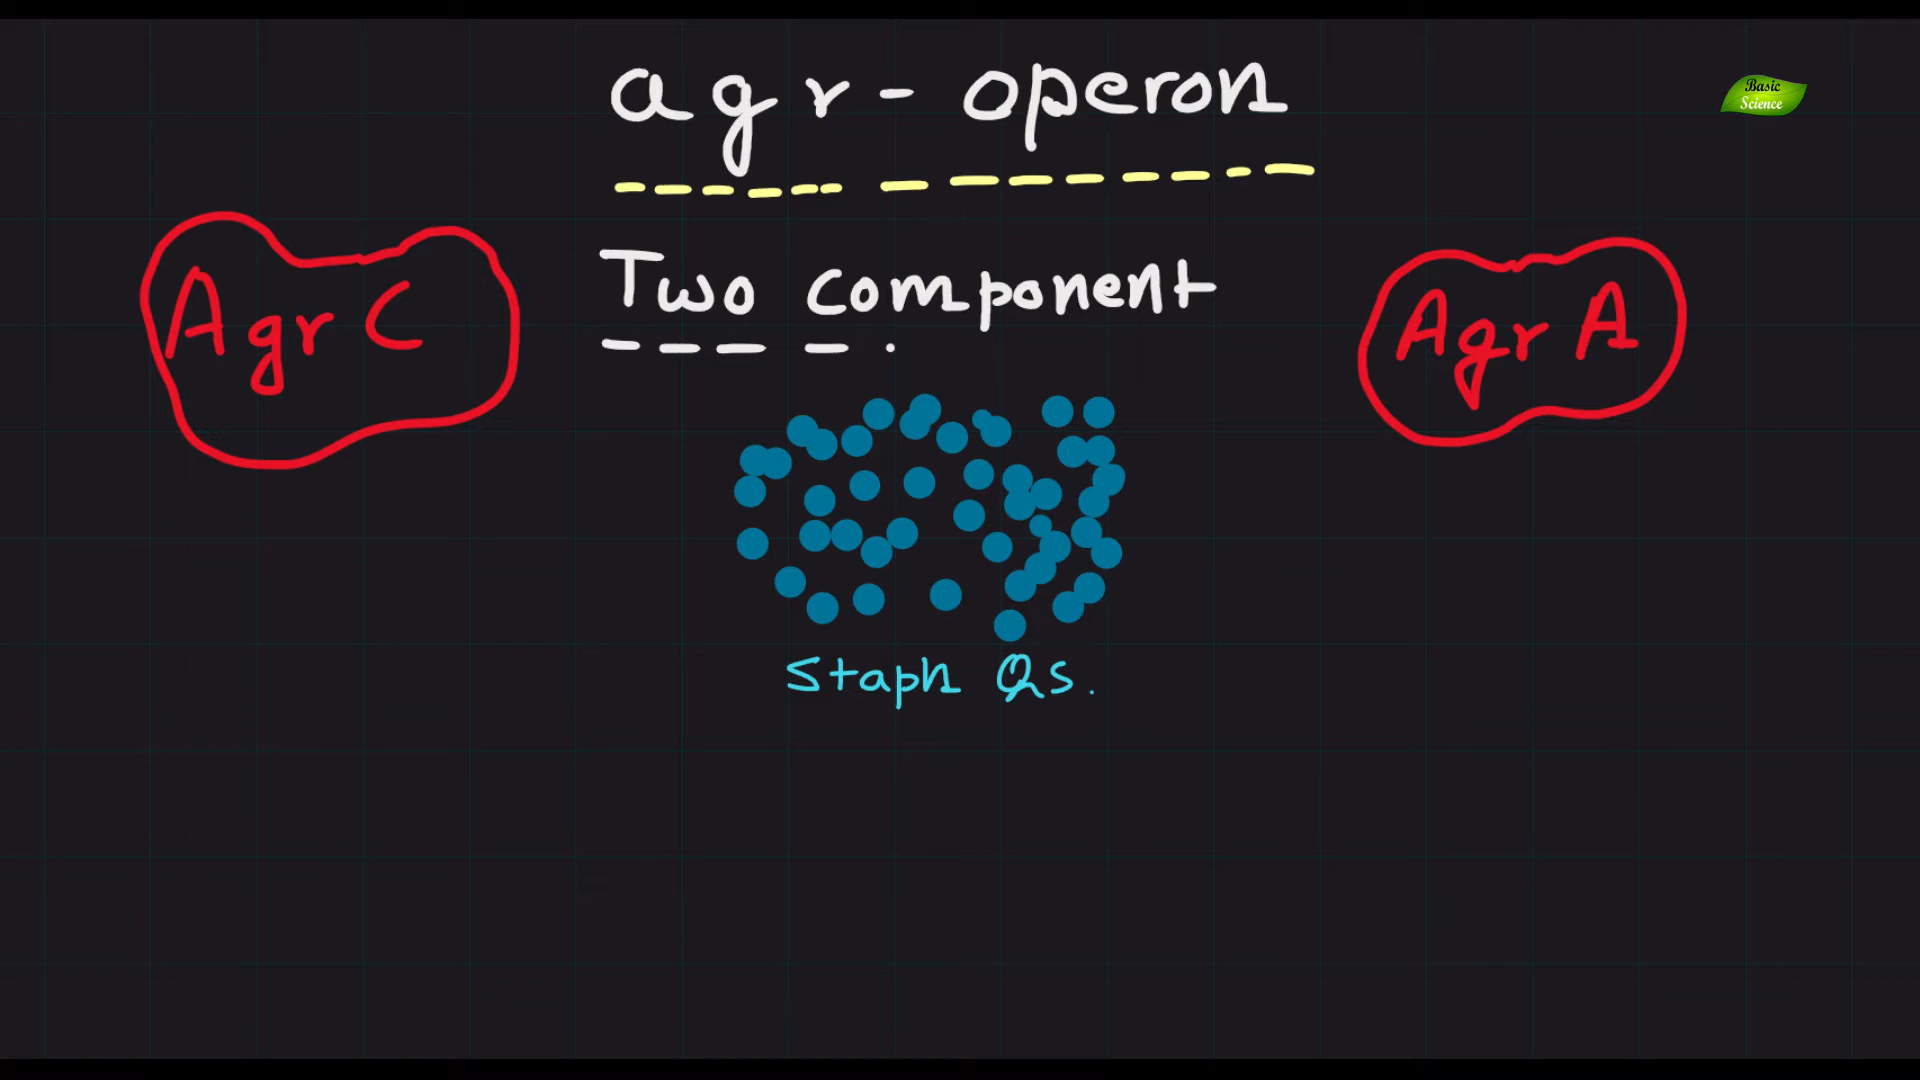 agr-operon
Basic
Science
Two component
AgrC
AgrA
Staph QS.